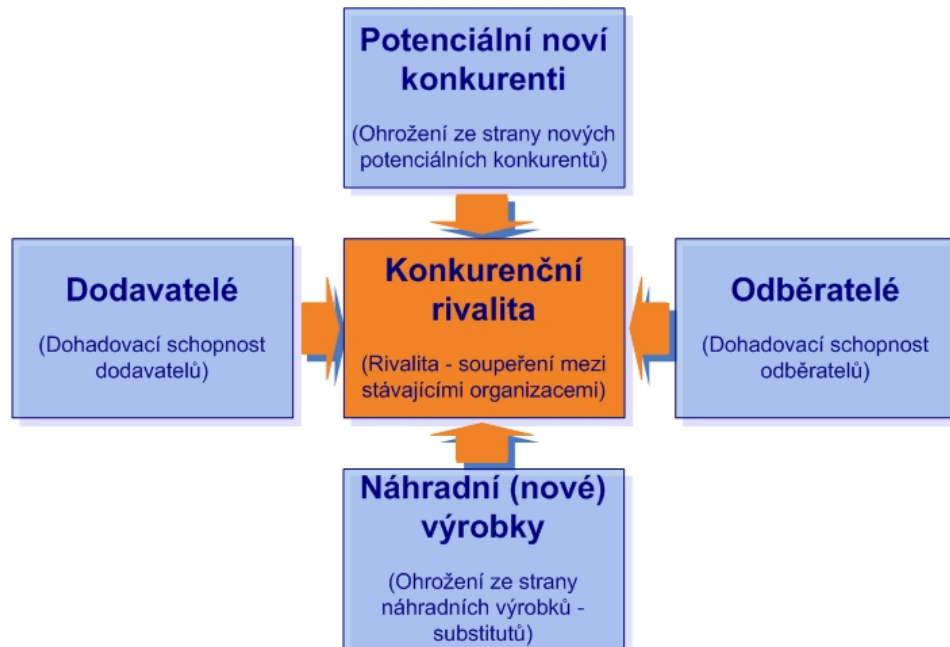 Potenciální noví
konkurenti
(Ohrožení ze strany nových
potenciálních konkurentů)
Dodavatelé
(Dohadovací schopnost
dodavatelů)
Konkurenční
rivalita
(Rivalita - soupeření mezi
stávajícími organizacemi)
Odběratelé
(Dohadovací schopnost
odběratelů)
Náhradní (nové)
výrobky
(Ohrožení ze strany
náhradních výrobků -
substitutů)